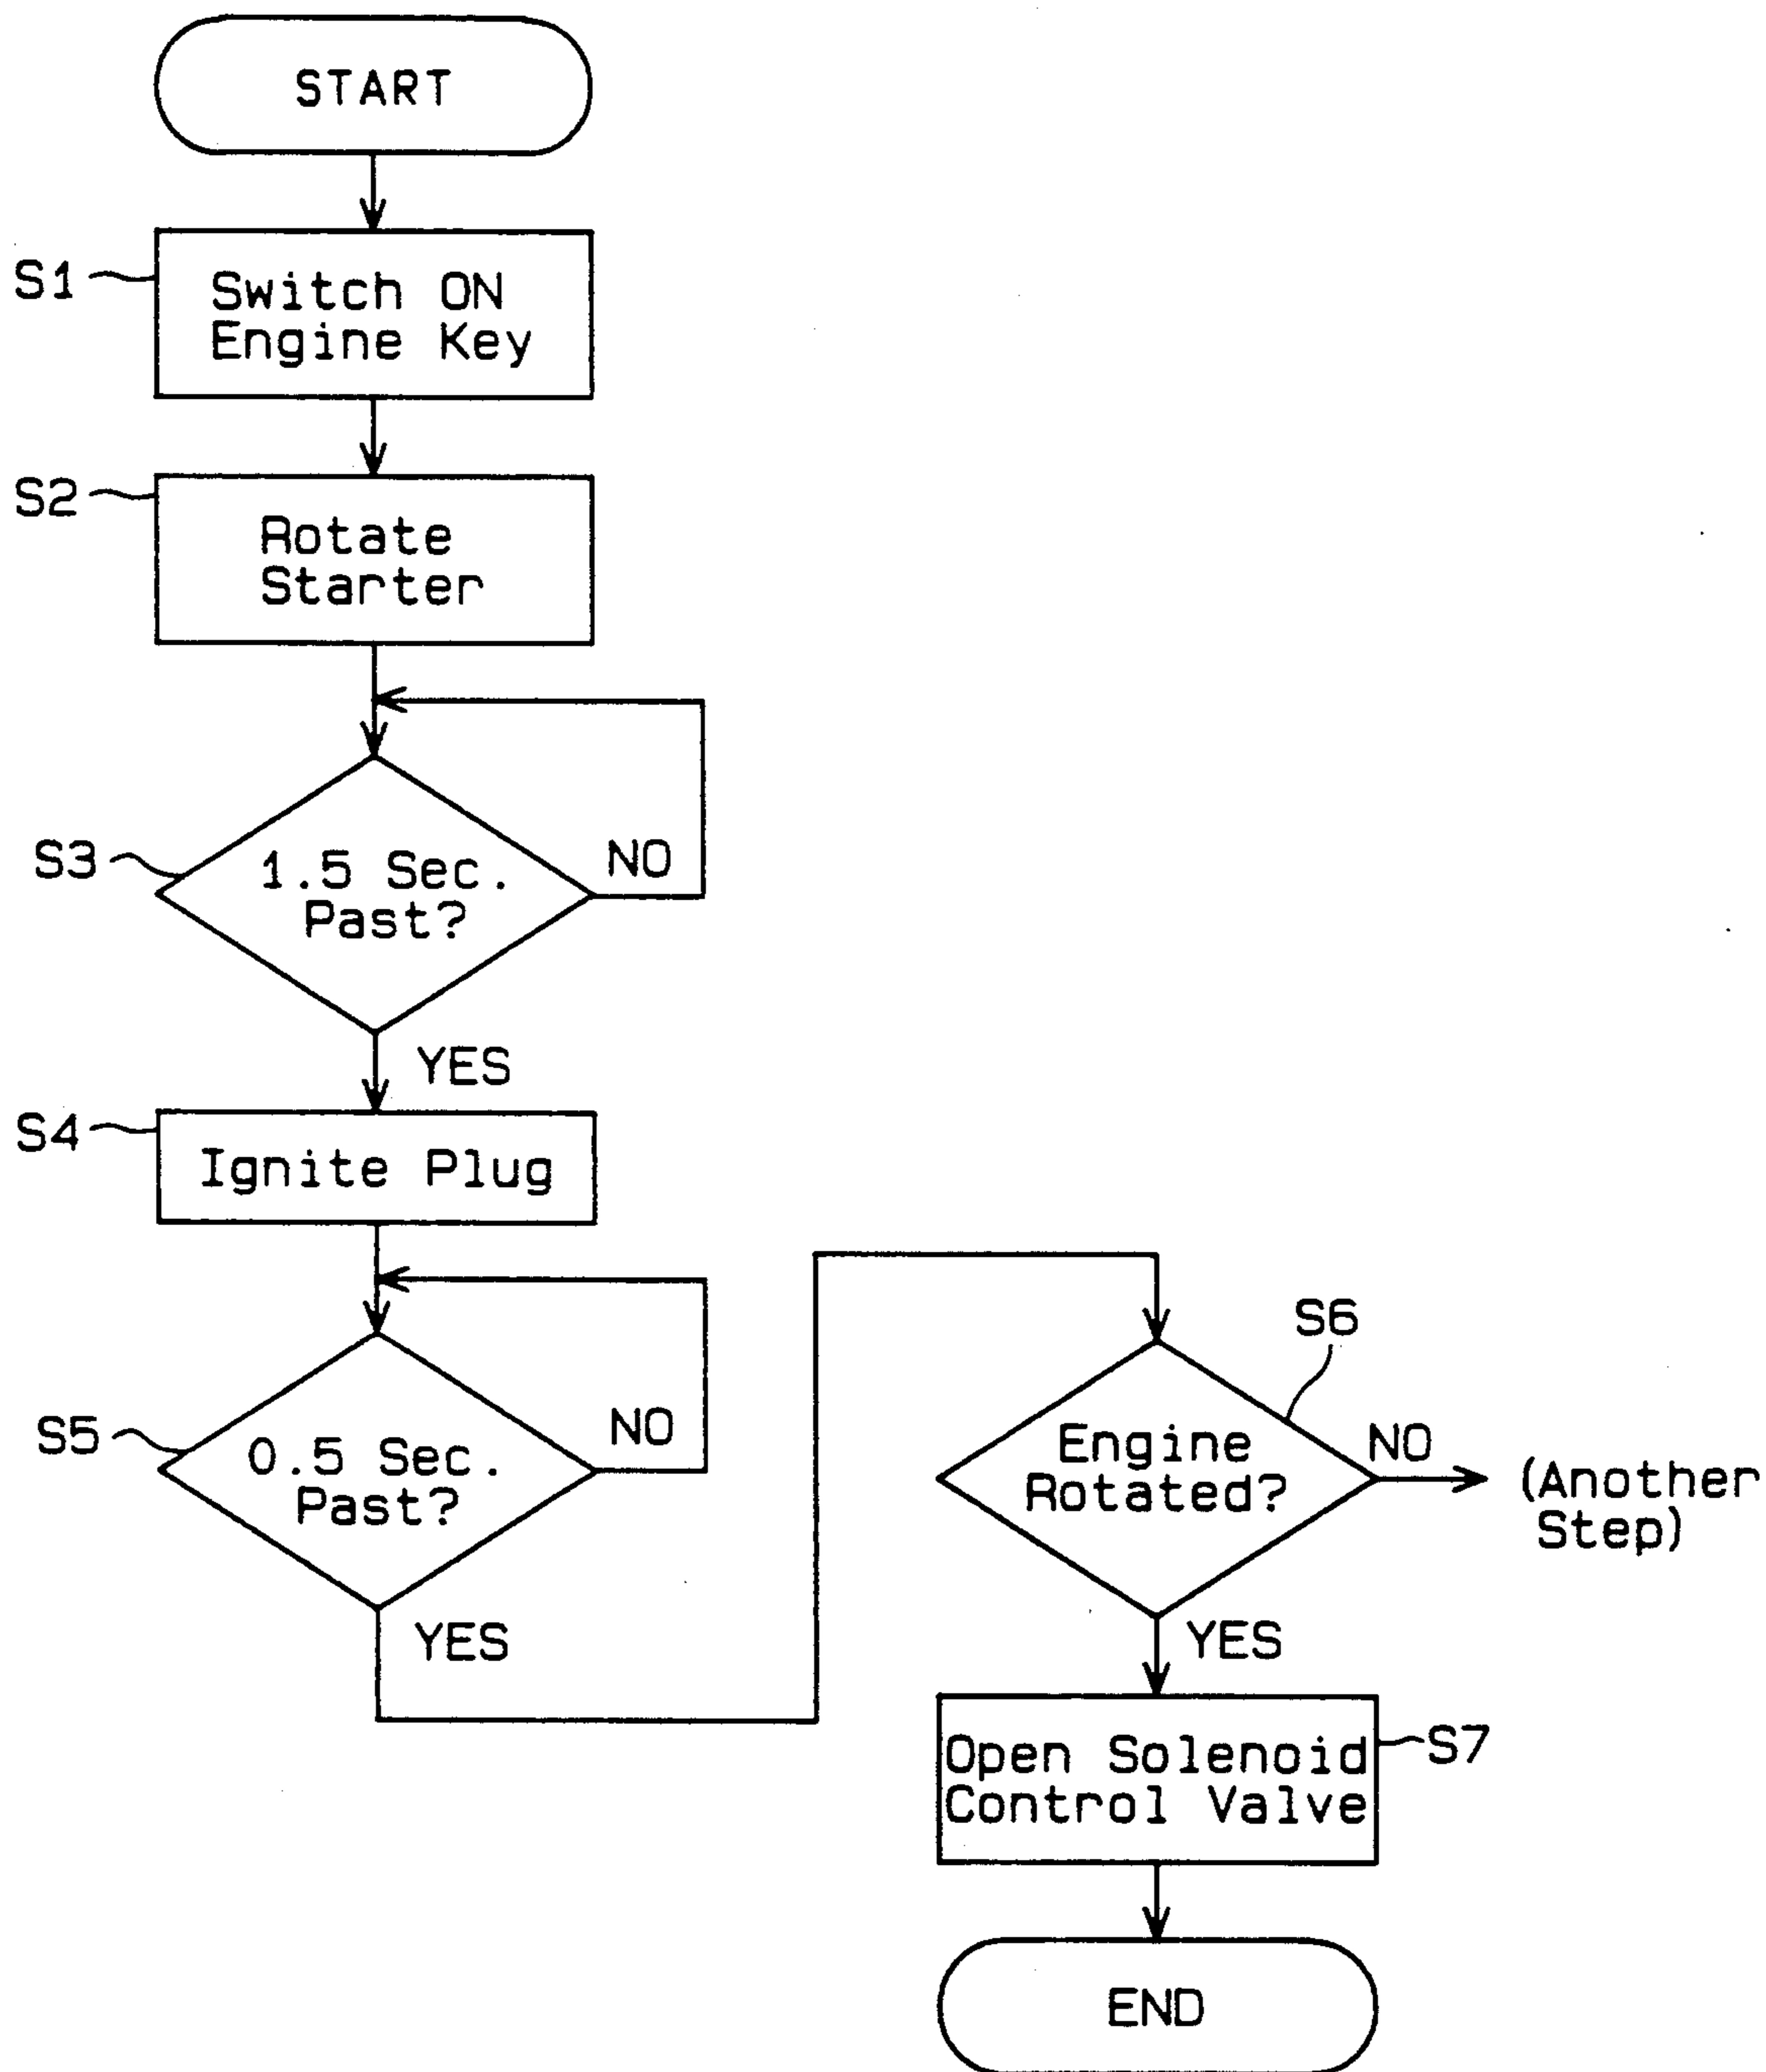 START
S1
Switch ON
Engine Key
S2
Rotate
Starter
S3
1.5 Sec.
Past?
NO
YES
S4
Ignite Plug
S5
0.5 Sec.
Past?
NO
YES
S6
Engine
Rotated?
NO
(Another
Step)
YES
S7
Open Solenoid
Control Valve
END